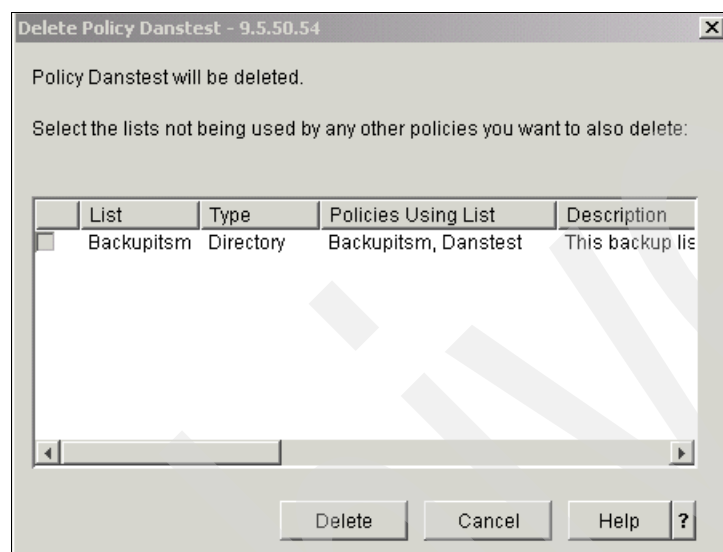 Delete Policy Danstest - 9.5.50.54
Policy Danstest will be deleted.
Select the lists not being used by any other policies you want to also delete:
List Type Policies Using List Description
Backupitsm Directory Backupitsm, Danstest This backup lis
Delete Cancel Help ?